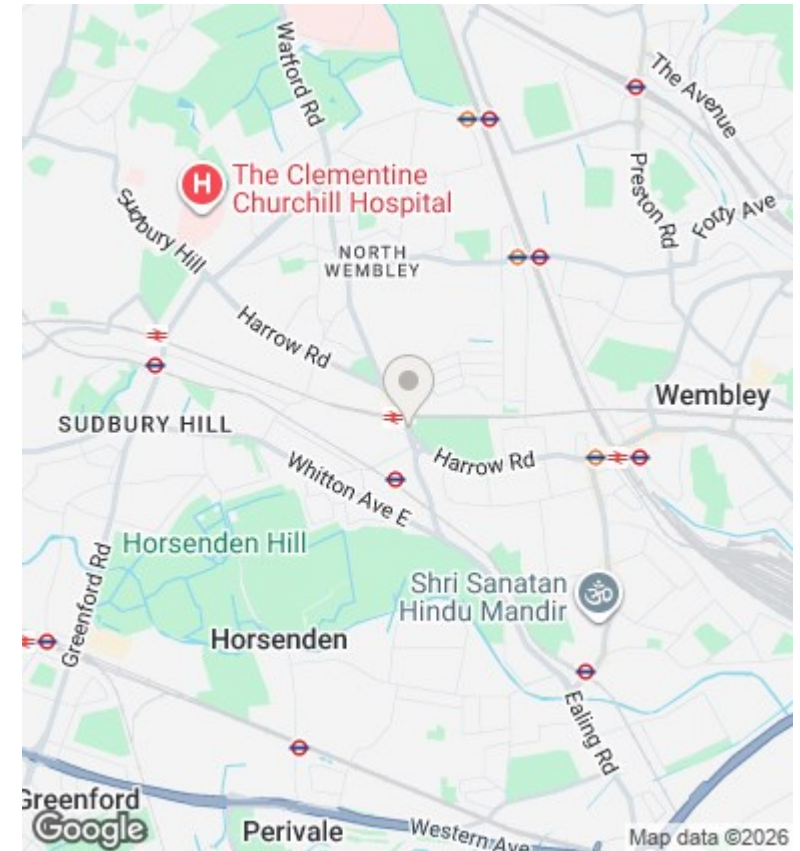 Watford Rd
The Avenue
H
The Clementine
Churchill Hospital
Preston Rd
Forty Ave
Sudbury Hill
NORTH
WEMBLEY
Harrow Rd
Wembley
SUDBURY HILL
Harrow Rd
Whitton Ave E
Horsenden Hill
Shri Sanatan
Hindu Mandir
ॐ
Greenford Rd
Horsenden
Ealing Rd
Greenford
Google
Perivale
Western Ave
Map data ©2026